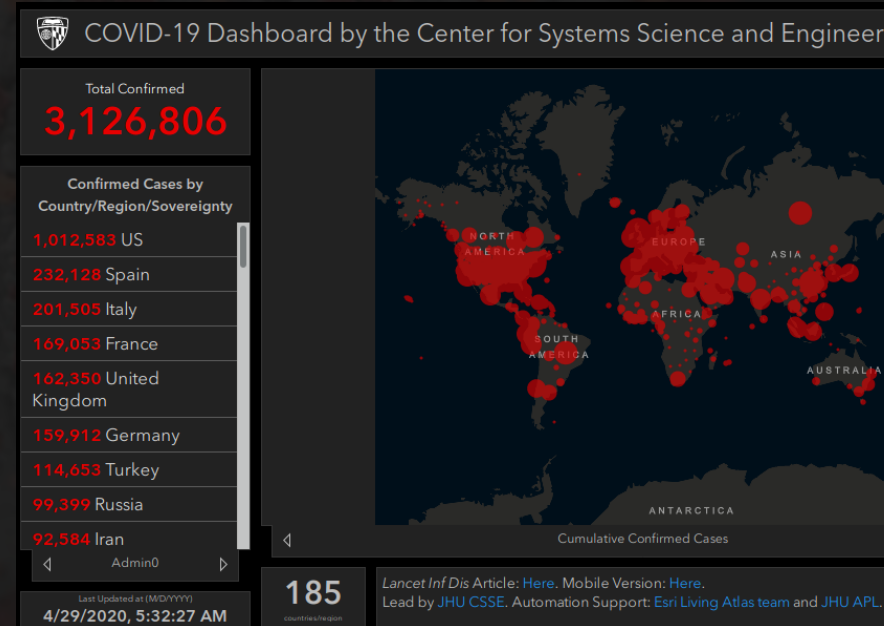 COVID-19 Dashboard by the Center for Systems Science and Engineer
Total Confirmed
3,126,806
Confirmed Cases by
Country/Region/Sovereignty
1,012,583 US
232,128 Spain
201,505 Italy
169,053 France
162,350 United
Kingdom
159,912 Germany
114,653 Turkey
99,399 Russia
92,584 Iran
Admin0
Last Updated at (M/D/YYYY)
4/29/2020, 5:32:27 AM
NORTH
AMERICA
EUROPE
ASIA
AFRICA
SOUTH
AMERICA
AUSTRALIA
ANTARCTICA
Cumulative Confirmed Cases
185
countries/region
Lancet Inf Dis Article: Here. Mobile Version: Here.
Lead by JHU CSSE. Automation Support: Esri Living Atlas team and JHU APL.